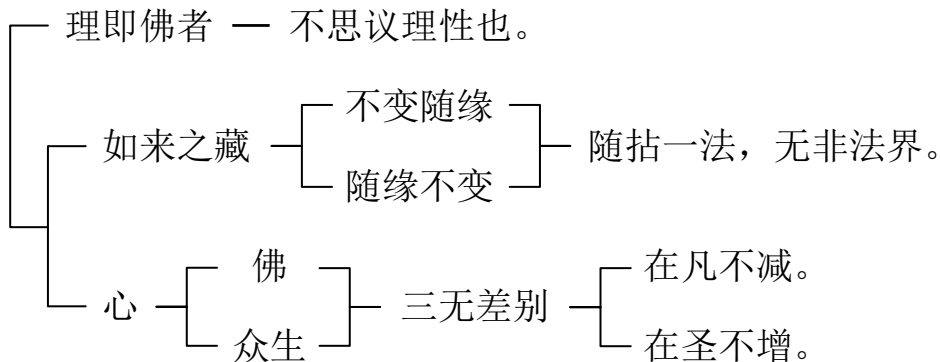 理即佛者 — 不思议理性也。
如来之藏
不变随缘
随缘不变
随拈一法，无非法界。
心
佛
众生
三无差别
在凡不减。
在圣不增。